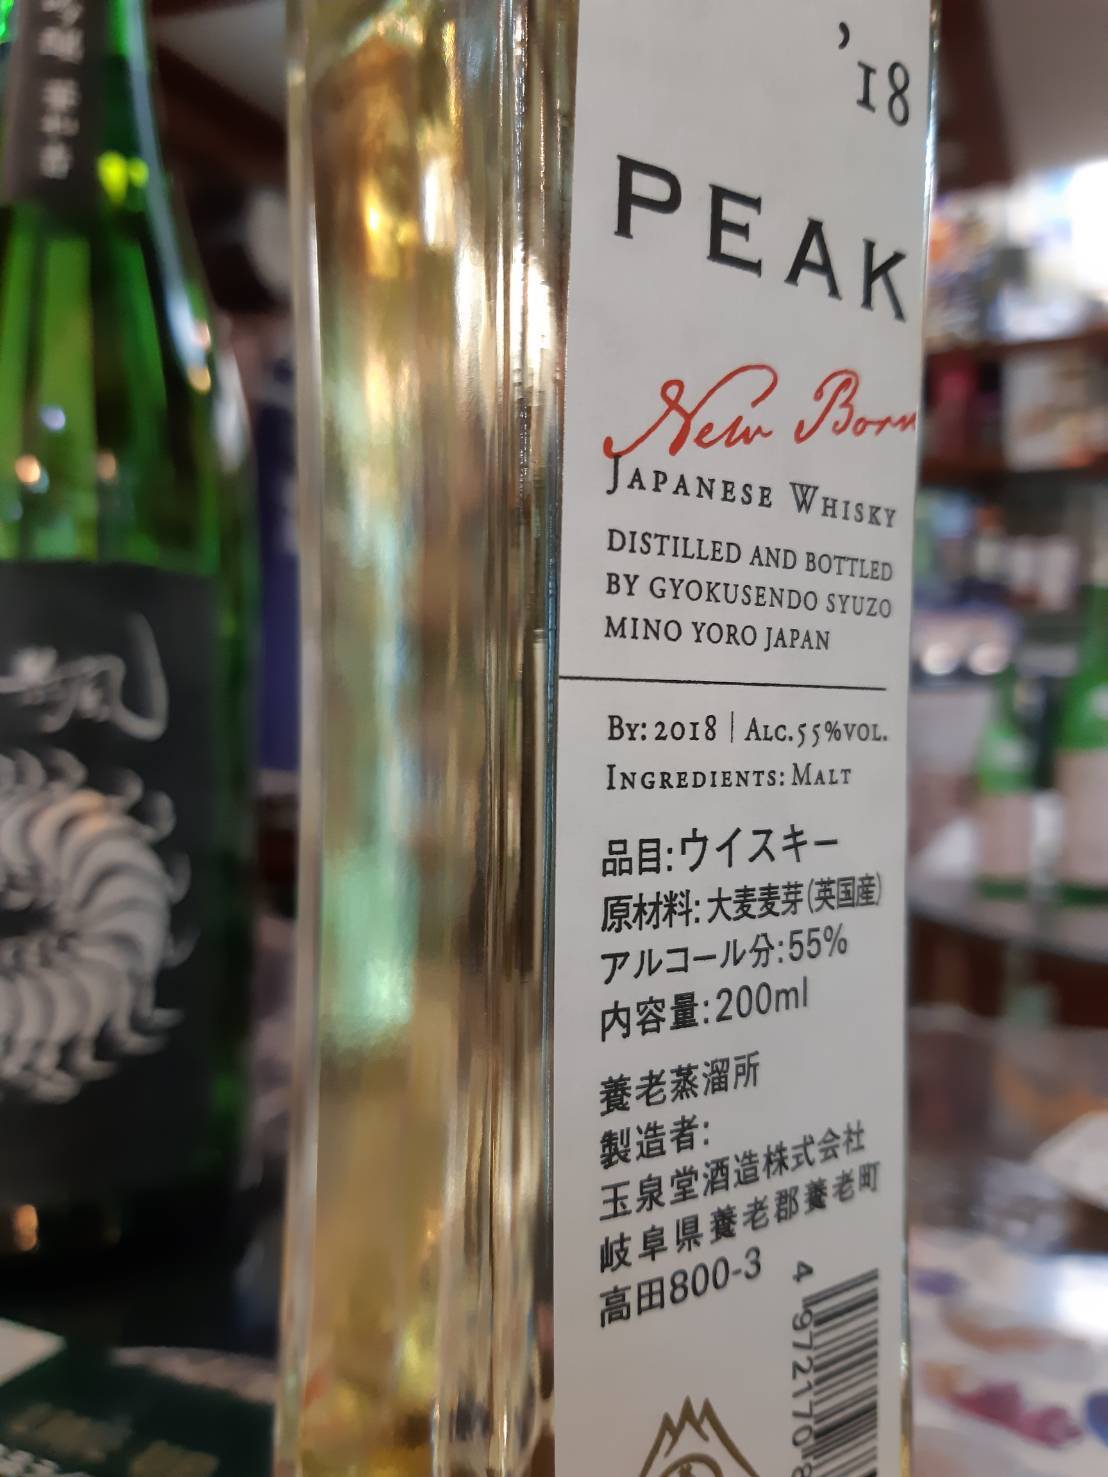 ’18
PEAK
New Born
JAPANESE WHISKY
DISTILLED AND BOTTLED
BY GYOKUSENDO SYUZO
MINO YORO JAPAN
BY: 2018 | ALC.55%VOL.
INGREDIENTS: MALT
品目:ウイスキー
原材料:大麦麦芽(英国産)
アルコール分:55%
内容量:200ml
養老蒸溜所
製造者:
玉泉堂酒造株式会社
岐阜県養老郡養老町
高田800-3
4 972170